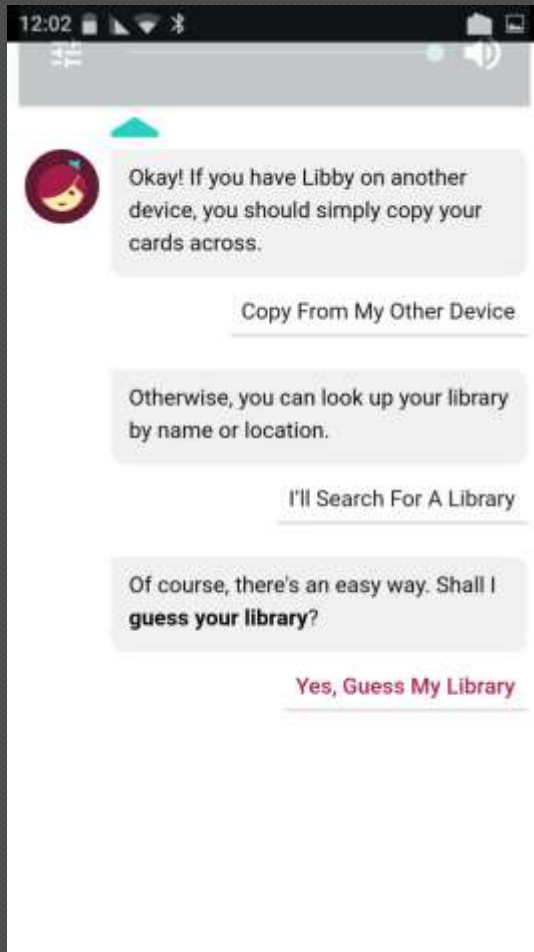 12:02
Okay! If you have Libby on another
device, you should simply copy your
cards across.
Copy From My Other Device
Otherwise, you can look up your library
by name or location.
I'll Search For A Library
Of course, there's an easy way. Shall I
guess your library?
Yes, Guess My Library